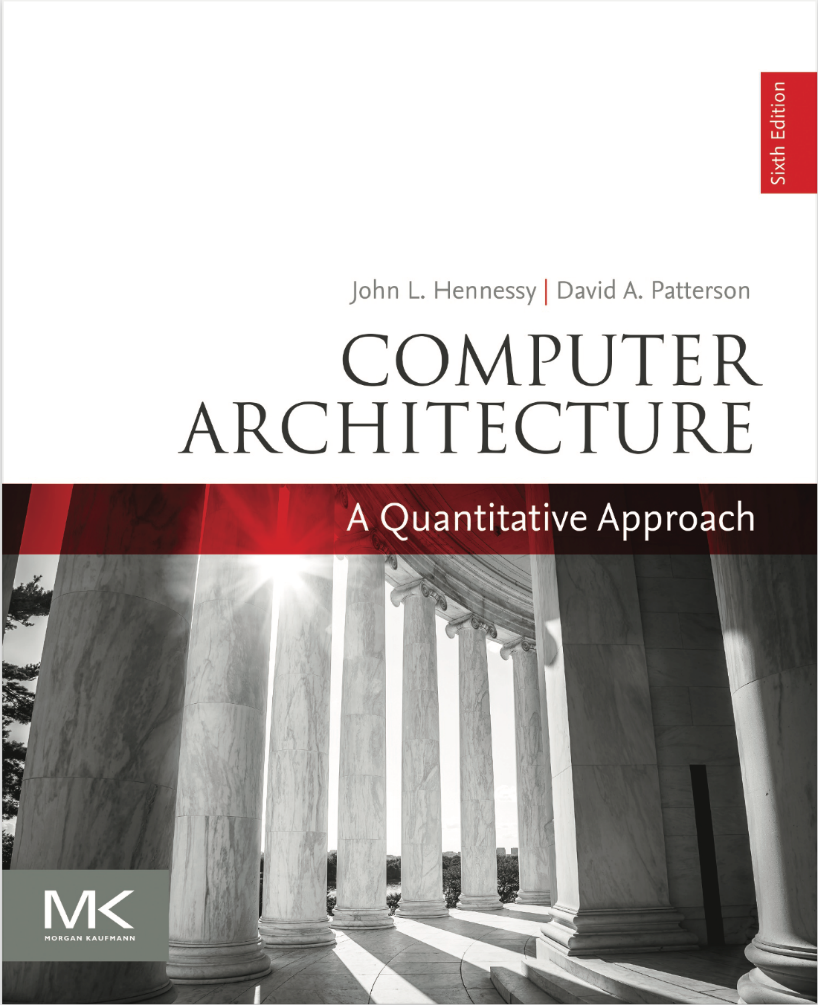 Sixth Edition
John L. Hennessy | David A. Patterson
COMPUTER
ARCHITECTURE
A Quantitative Approach
MK
MORGAN KAUFMANN